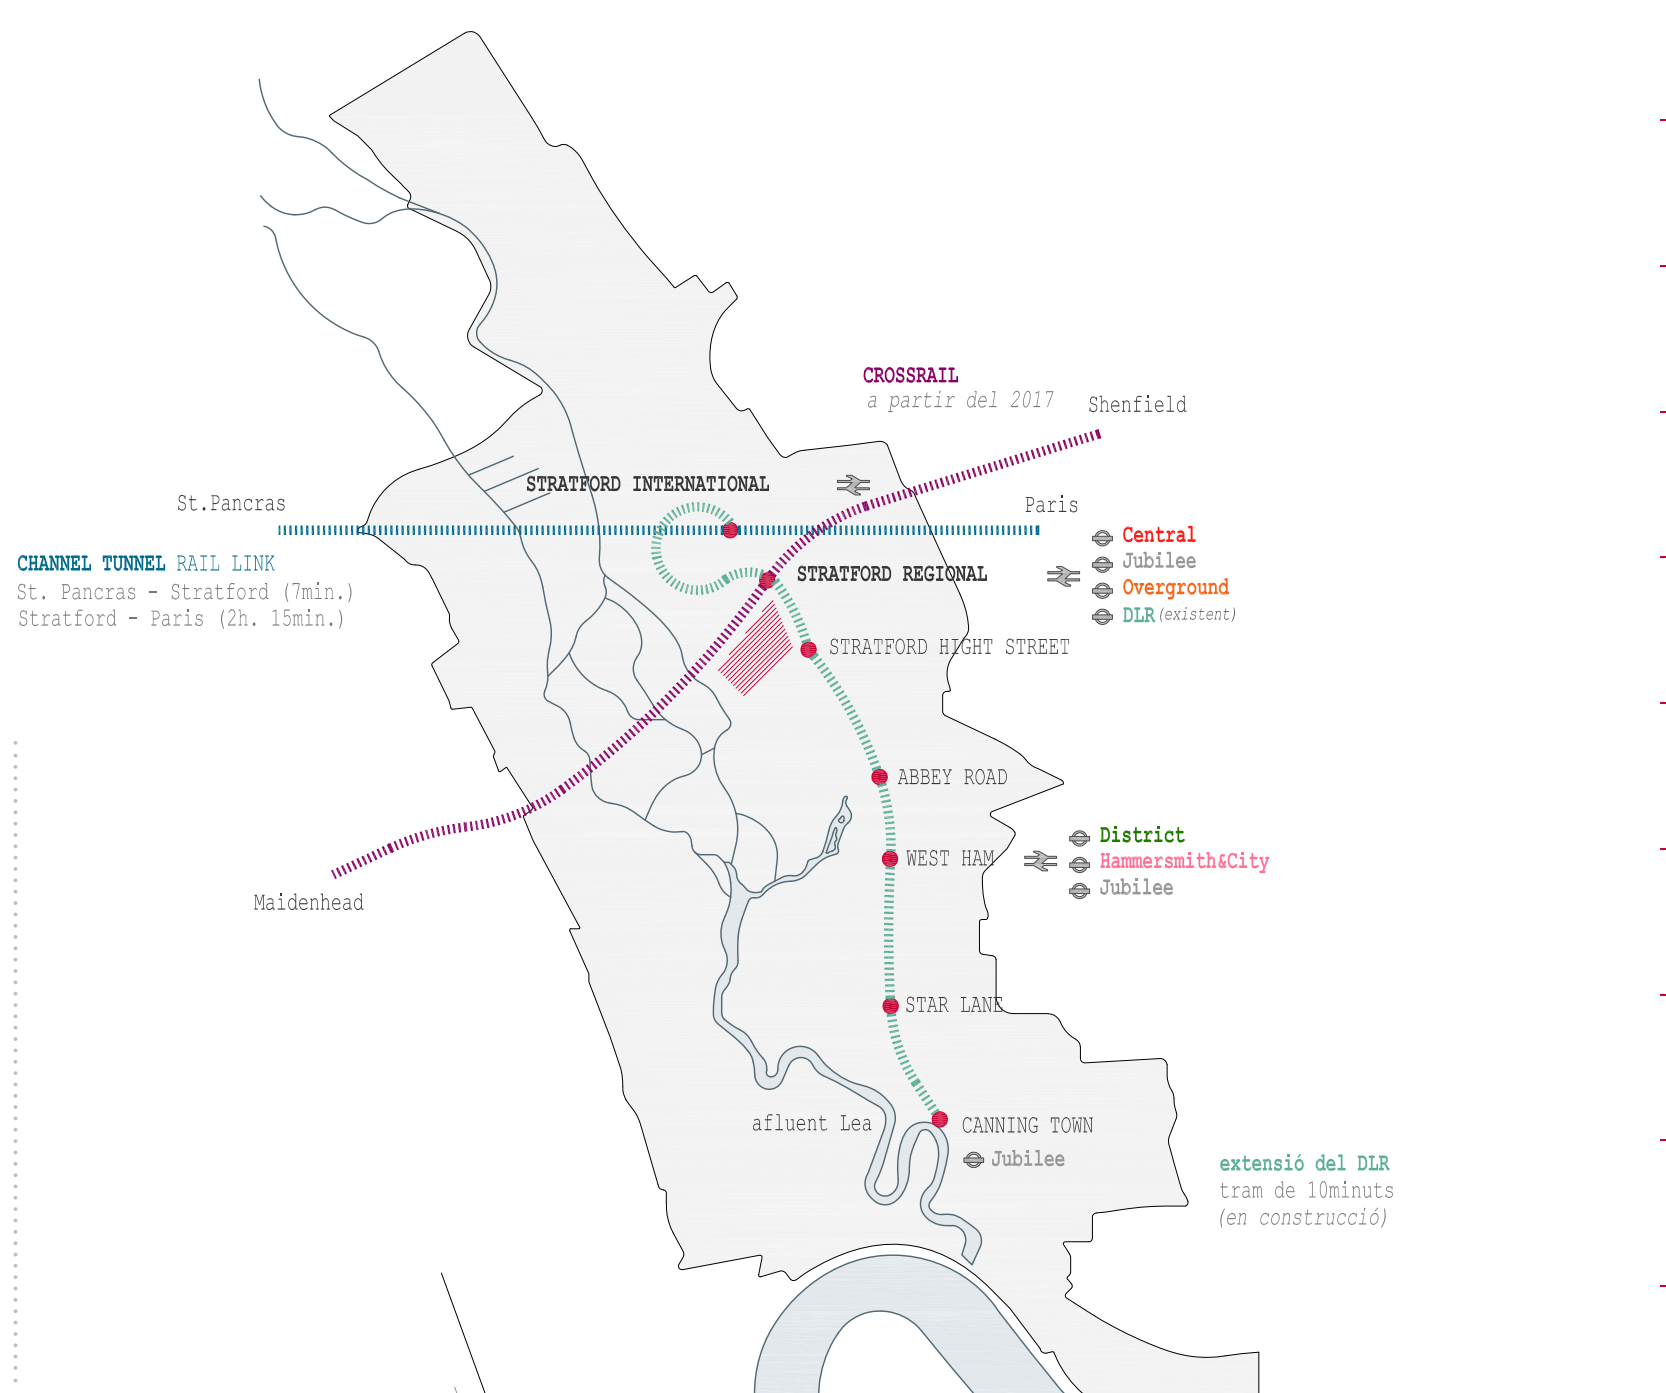 CROSSRAIL
a partir del 2017
Shenfield
STRATFORD INTERNATIONAL
St.Pancras
Paris
Central
CHANNEL TUNNEL RAIL LINK
Jubilee
STRATFORD REGIONAL
St. Pancras - Stratford (7min.)
Overground
Stratford - Paris (2h. 15min.)
DLR (existent)
STRATFORD HIGHT STREET
ABBEY ROAD
District
WEST HAM
Hammersmith&City
Jubilee
Maidenhead
STAR LANE
afluent Lea
CANNING TOWN
Jubilee
extensió del DLR
tram de 10minuts
(en construcció)